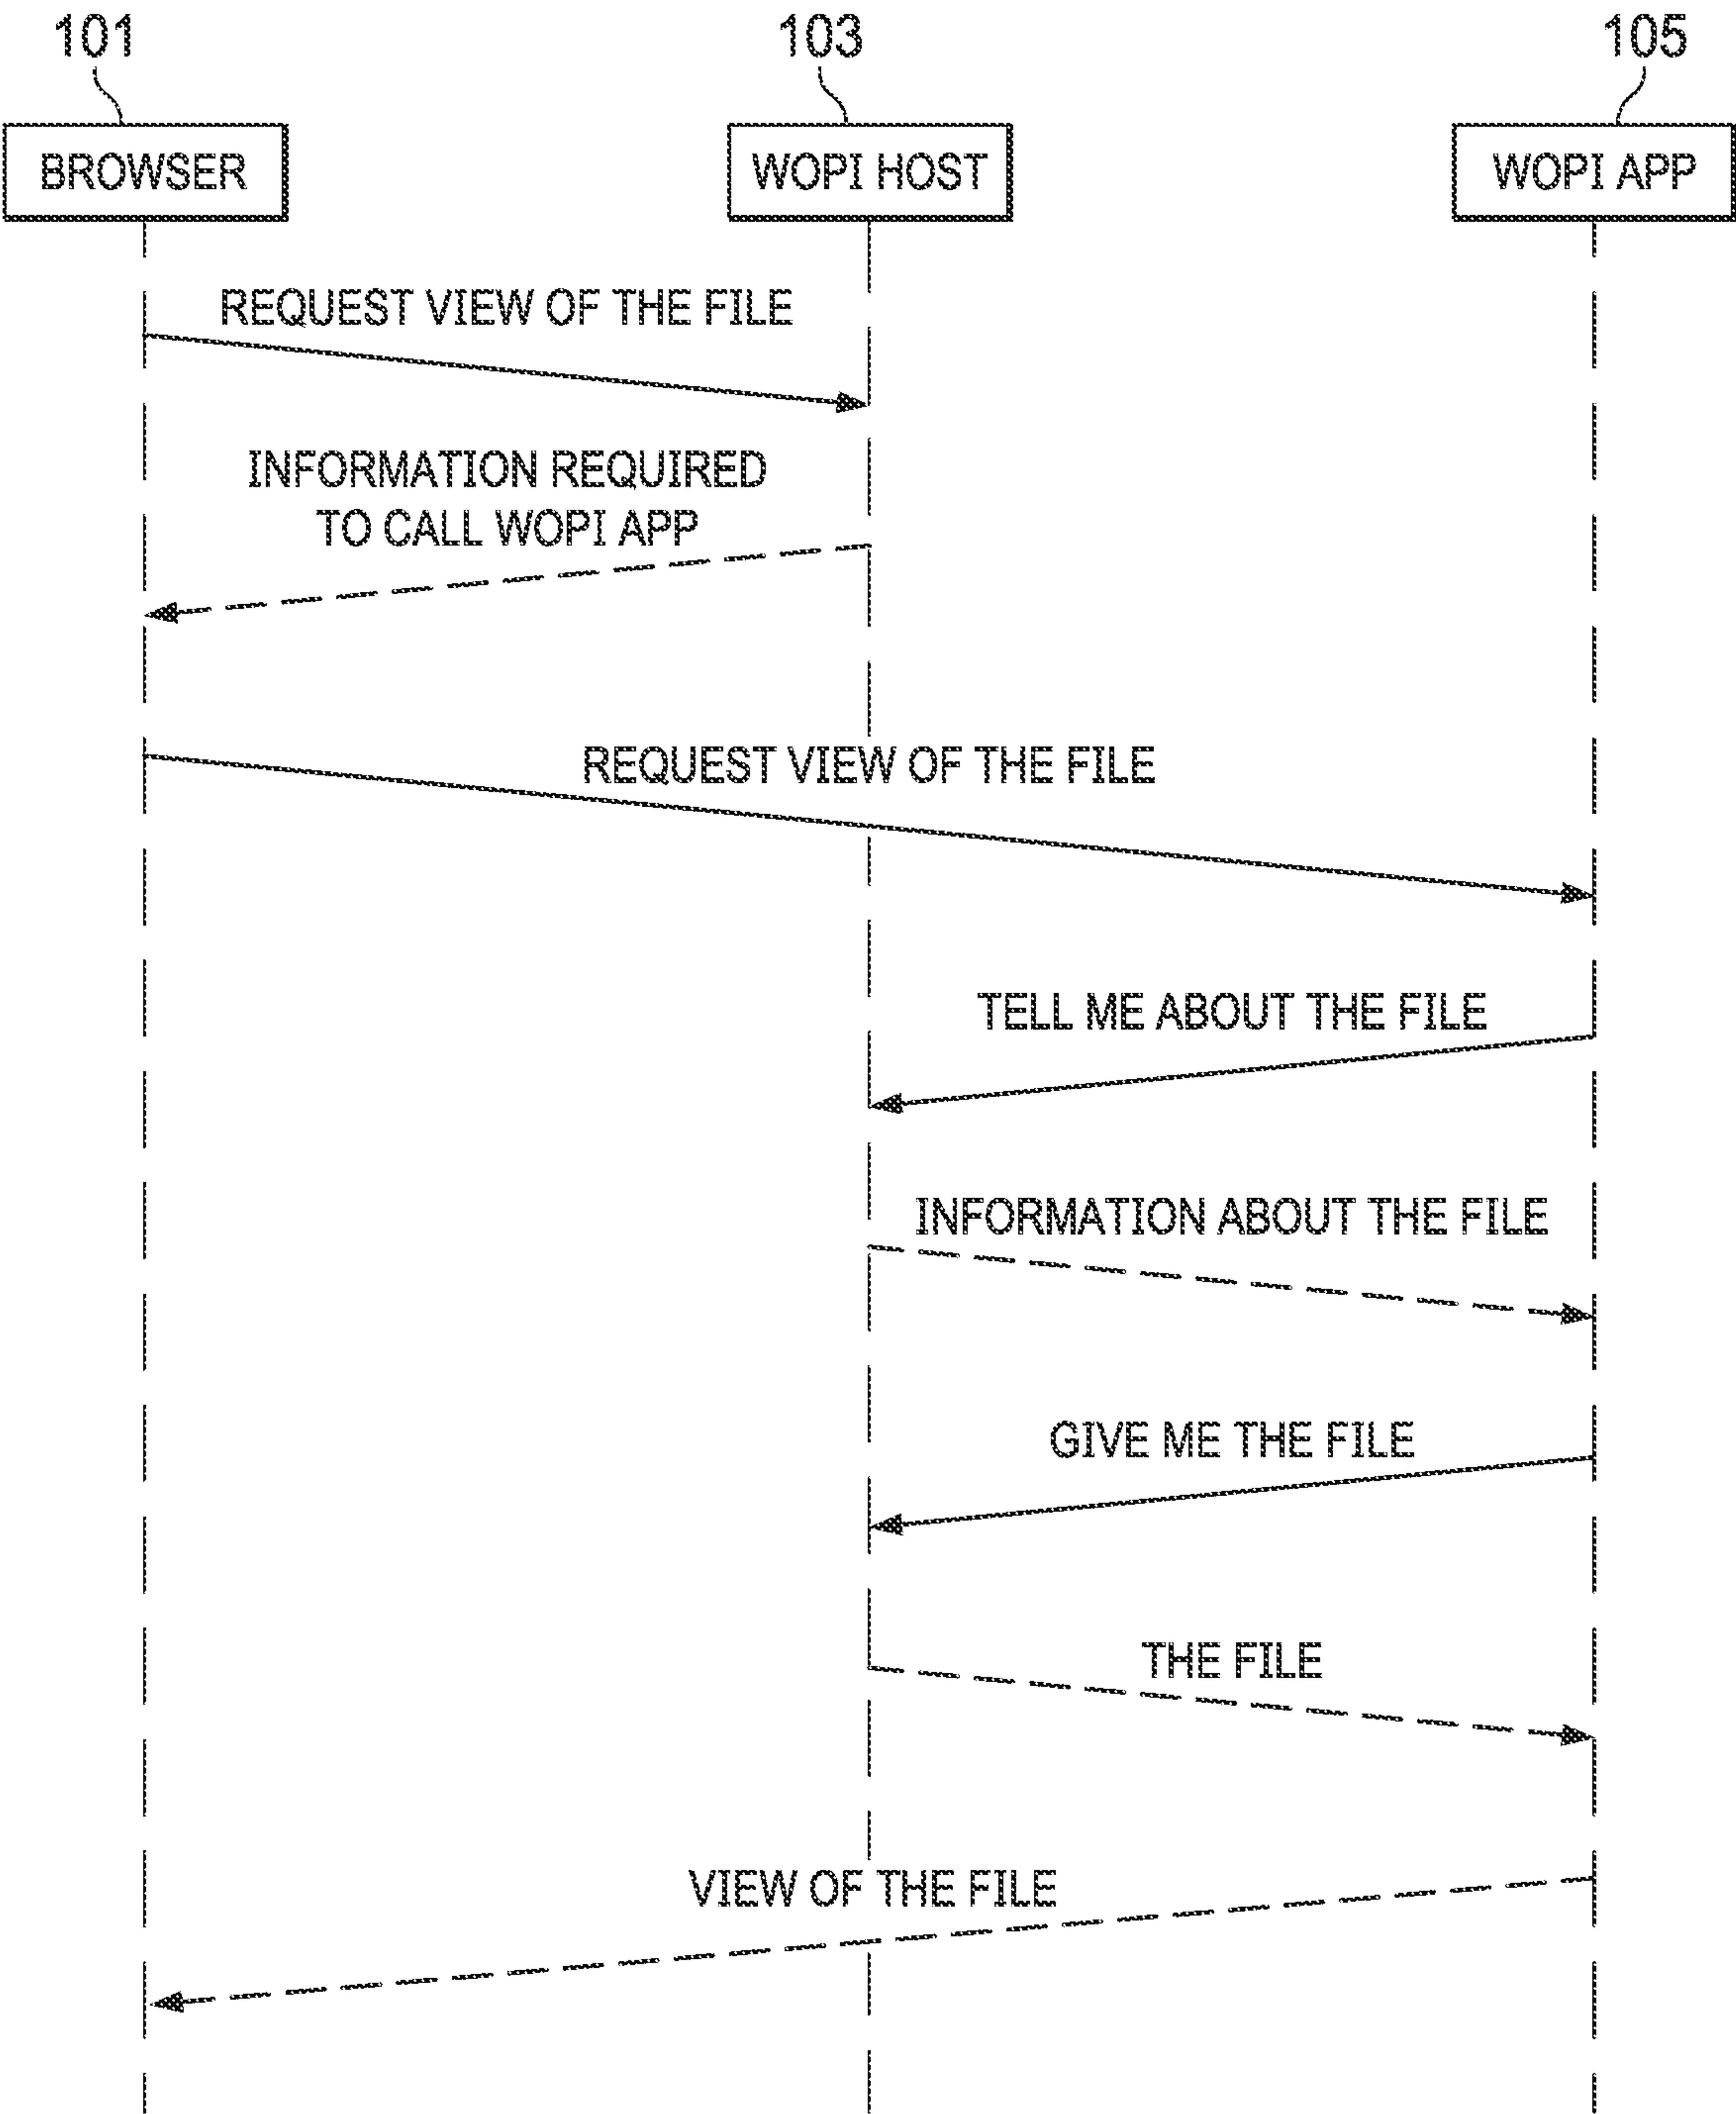 101
103
105
BROWSER
WOPI HOST
WOPI APP
REQUEST VIEW OF THE FILE
INFORMATION REQUIRED
TO CALL WOPI APP
REQUEST VIEW OF THE FILE
TELL ME ABOUT THE FILE
INFORMATION ABOUT THE FILE
GIVE ME THE FILE
THE FILE
VIEW OF THE FILE